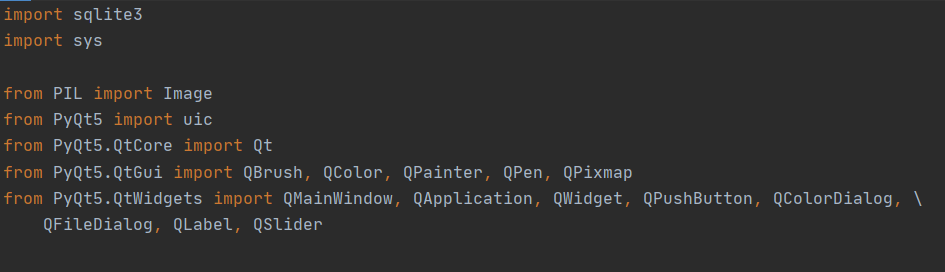 import sqlite3
import sys
from PIL import Image
from PyQt5 import uic
from PyQt5.QtCore import Qt
from PyQt5.QtGui import QBrush, QColor, QPainter, QPen, QPixmap
from PyQt5.QtWidgets import QMainWindow, QApplication, QWidget, QPushButton, QColorDialog, \
    QFileDialog, QLabel, QSlider